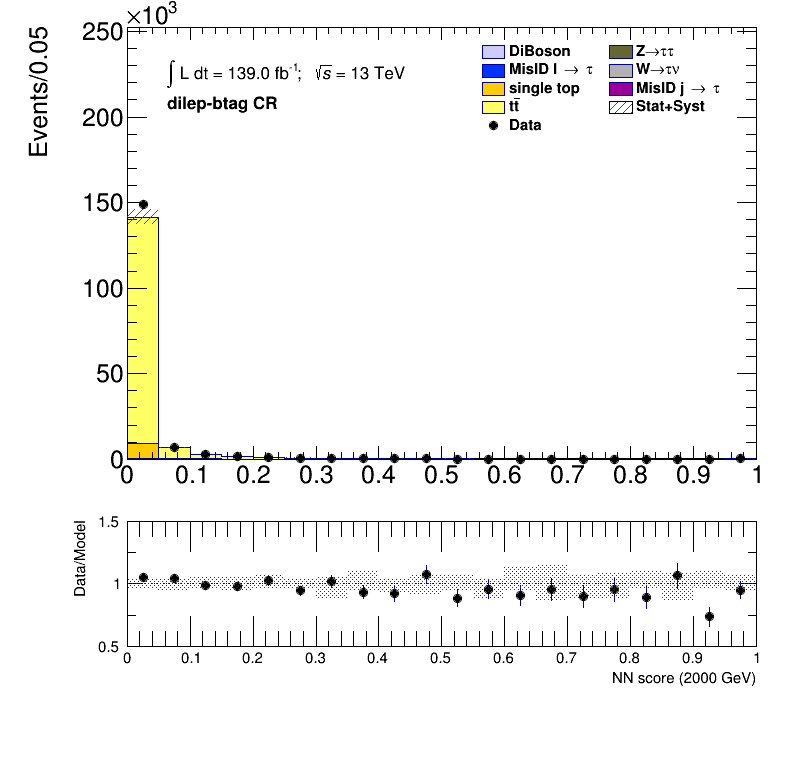 ×10³
Events/0.05
250
200
150
100
50
0
∫ L dt = 139.0 fb⁻¹; √s = 13 TeV
dilep-btag CR
DiBoson
MisID l → τ
single top
tt̄
Data
Z→ττ
W→τν
MisID j → τ
Stat+Syst
0 0.1 0.2 0.3 0.4 0.5 0.6 0.7 0.8 0.9 1
Data/Model
1.5
1
0.5
0 0.1 0.2 0.3 0.4 0.5 0.6 0.7 0.8 0.9 1
NN score (2000 GeV)